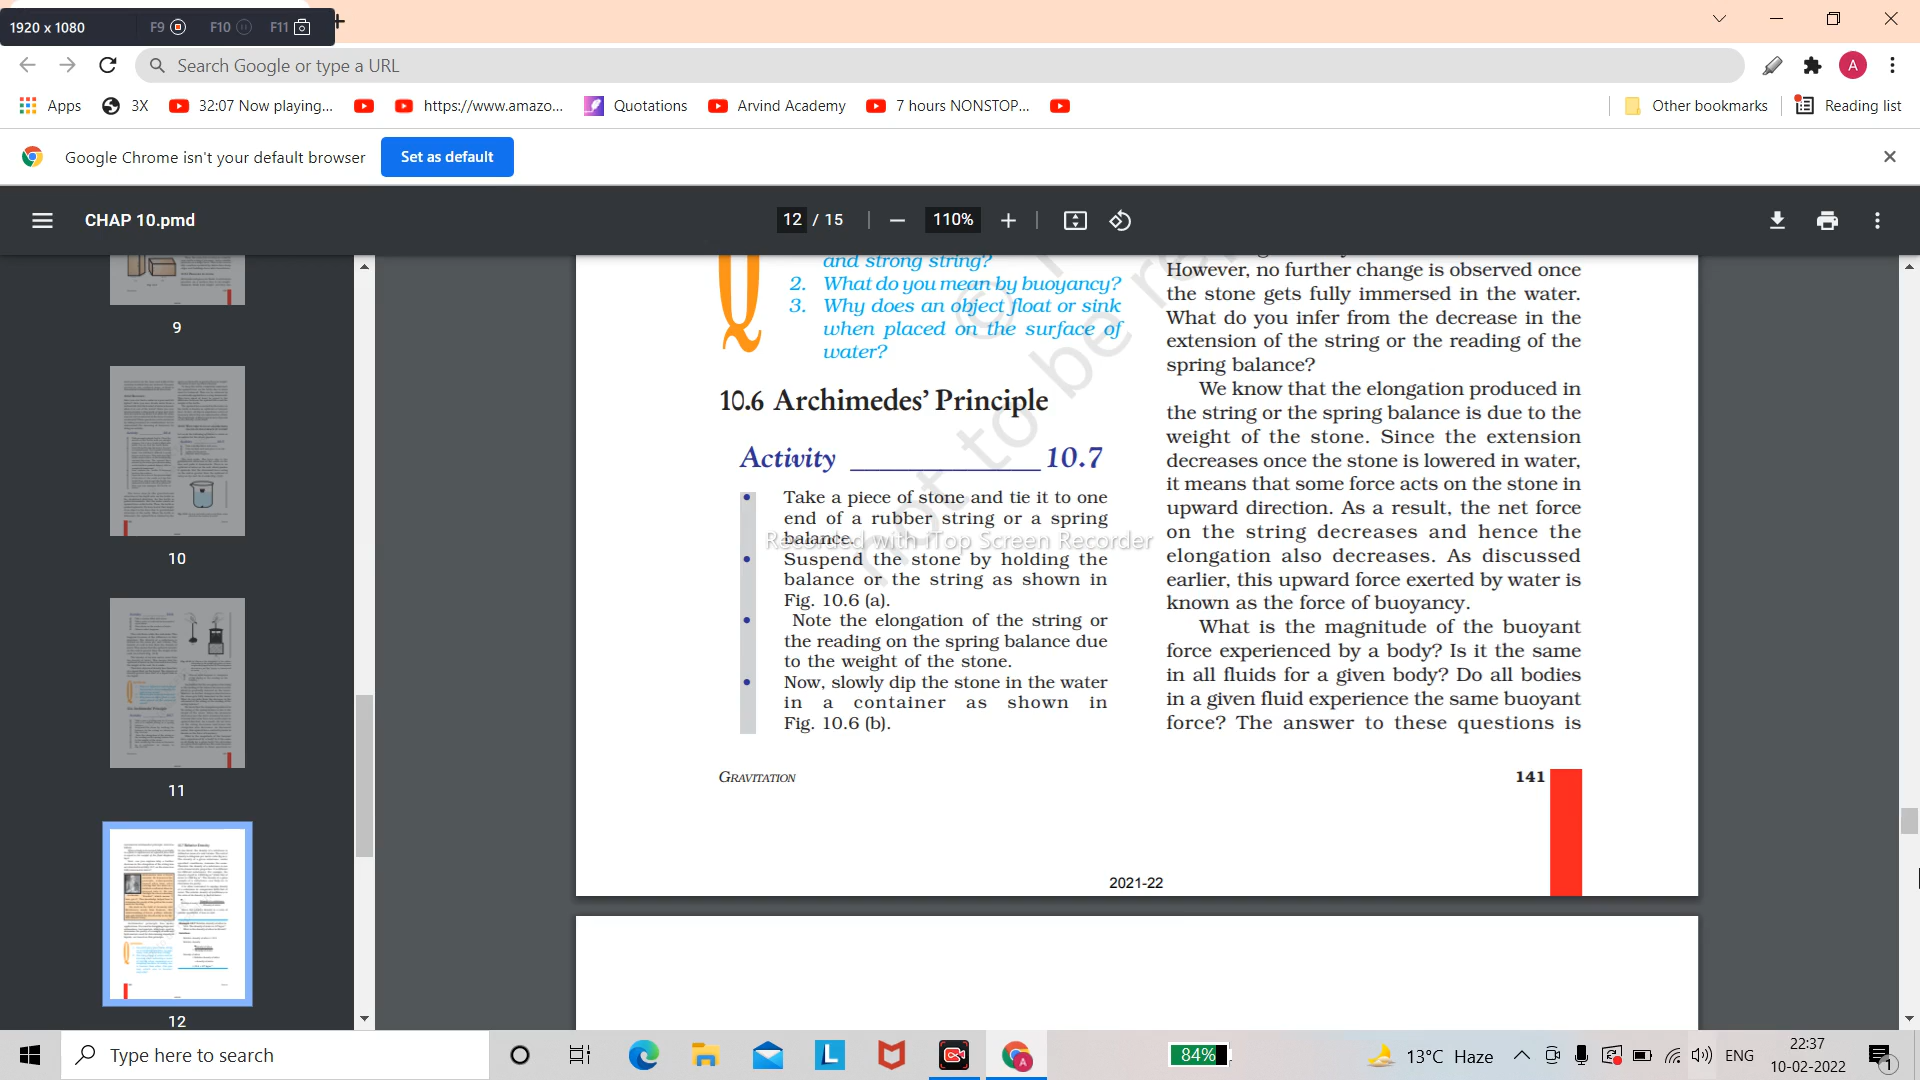 1920 x 1080 F9 F10 F11
Search Google or type a URL
A
Apps 3X 32:07 Now playing... https://www.amazo... Quotations Arvind Academy 7 hours NONSTOP... Other bookmarks Reading list
Google Chrome isn't your default browser Set as default
CHAP 10.pmd 12 / 15 110%
9
10
11
12
and strong string?
2. What do you mean by buoyancy?
3. Why does an object float or sink
when placed on the surface of
water?
Q
10.6 Archimedes' Principle
Activity ______________ 10.7
• Take a piece of stone and tie it to one
end of a rubber string or a spring
balance.
• Suspend the stone by holding the
balance or the string as shown in
Fig. 10.6 (a).
• Note the elongation of the string or
the reading on the spring balance due
to the weight of the stone.
• Now, slowly dip the stone in the water
in a container as shown in
Fig. 10.6 (b).
However, no further change is observed once
the stone gets fully immersed in the water.
What do you infer from the decrease in the
extension of the string or the reading of the
spring balance?
We know that the elongation produced in
the string or the spring balance is due to the
weight of the stone. Since the extension
decreases once the stone is lowered in water,
it means that some force acts on the stone in
upward direction. As a result, the net force
on the string decreases and hence the
elongation also decreases. As discussed
earlier, this upward force exerted by water is
known as the force of buoyancy.
What is the magnitude of the buoyant
force experienced by a body? Is it the same
in all fluids for a given body? Do all bodies
in a given fluid experience the same buoyant
force? The answer to these questions is
not to be re
Recorded with iTop Screen Recorder
GRAVITATION 141
2021-22
Type here to search
L
84%
13°C Haze
ENG
22:37
10-02-2022
1